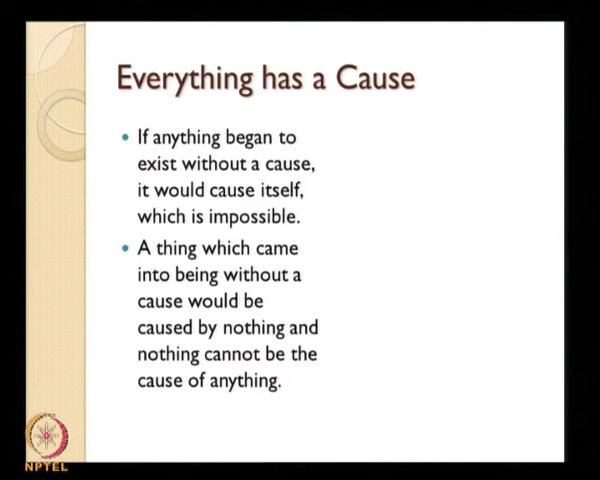 Everything has a Cause
• If anything began to
exist without a cause,
it would cause itself,
which is impossible.
• A thing which came
into being without a
cause would be
caused by nothing and
nothing cannot be the
cause of anything.
NPTEL